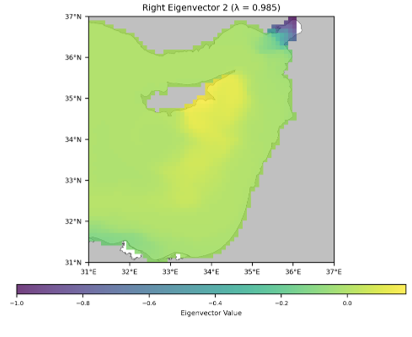 Right Eigenvector 2 (λ = 0.985)
37°N
36°N
35°N
34°N
33°N
32°N
31°N
31°E 32°E 33°E 34°E 35°E 36°E 37°E
−1.0 −0.8 −0.6 −0.4 −0.2 0.0
Eigenvector Value